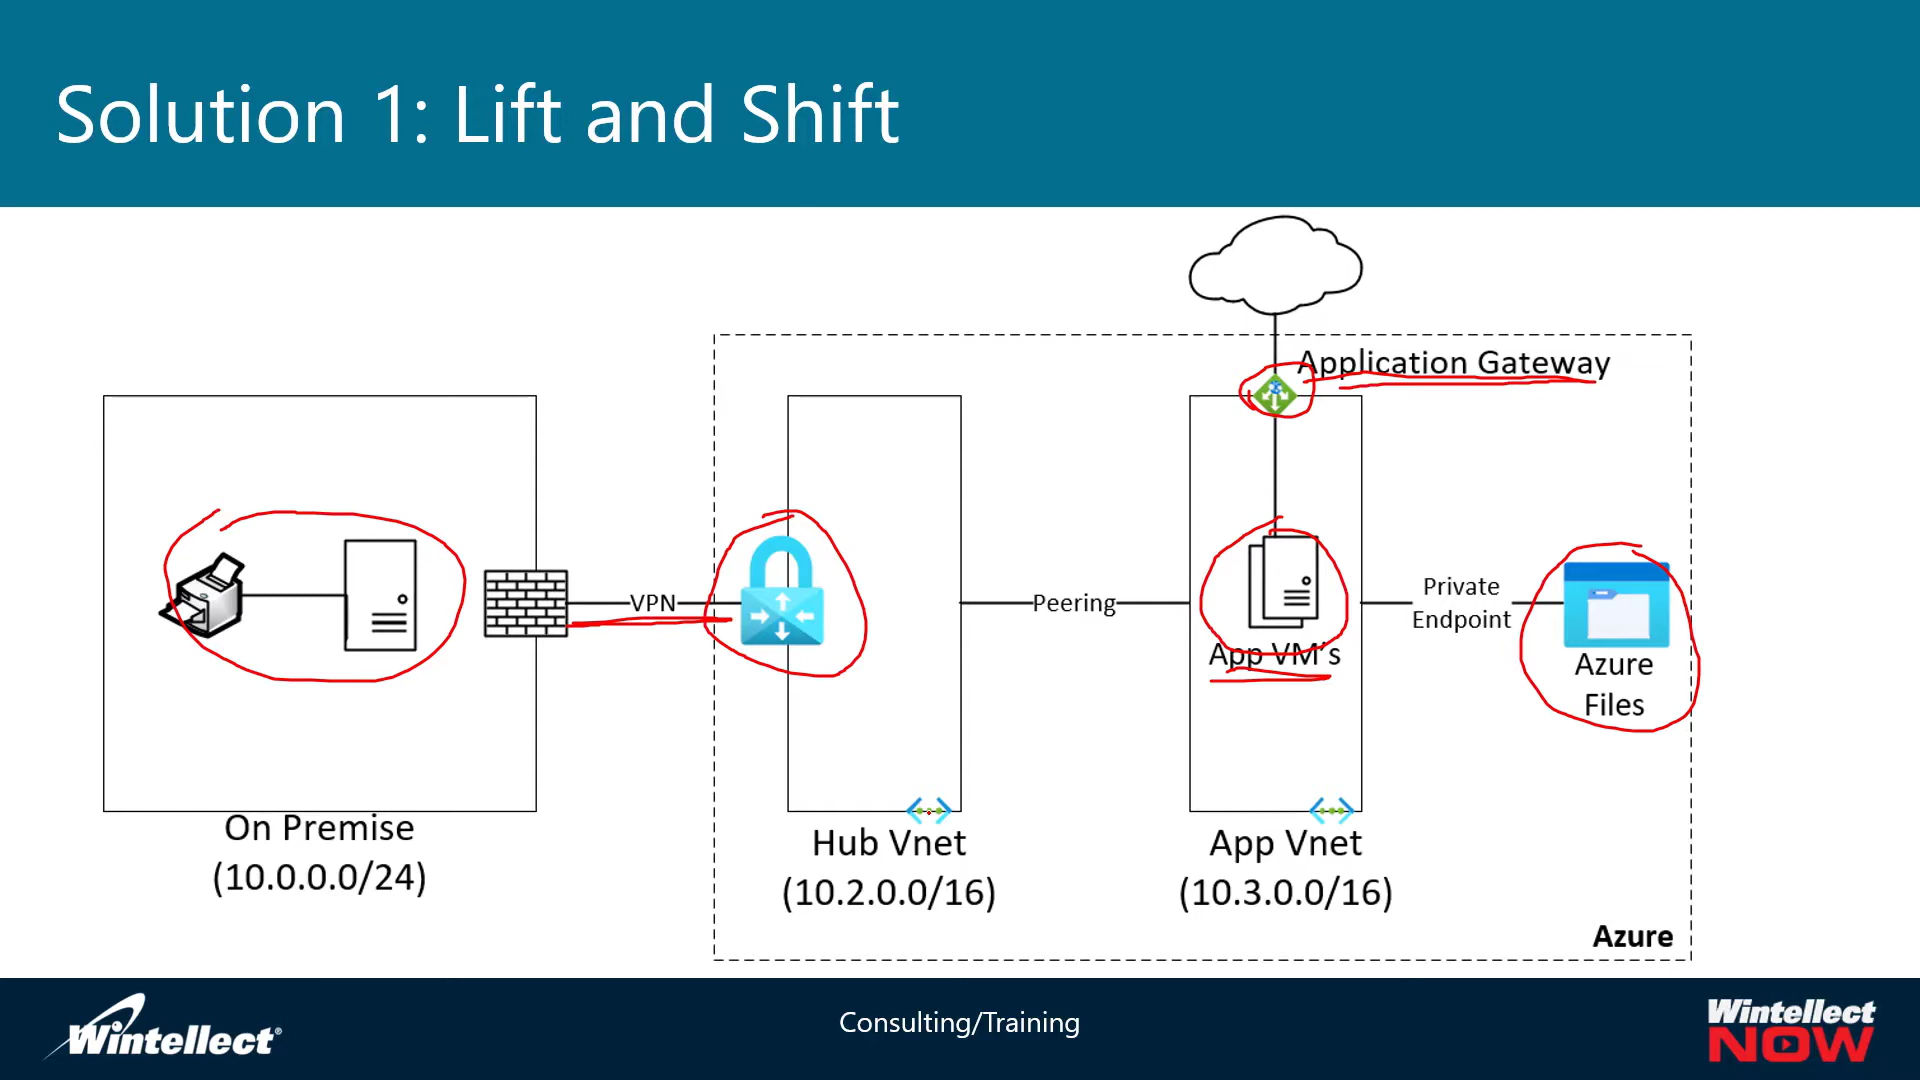 Solution 1: Lift and Shift
Application Gateway
VPN
Peering
Private
Endpoint
App VM's
Azure
Files
On Premise
(10.0.0.0/24)
Hub Vnet
(10.2.0.0/16)
App Vnet
(10.3.0.0/16)
Azure
Wintellect®
Consulting/Training
Wintellect
NOW